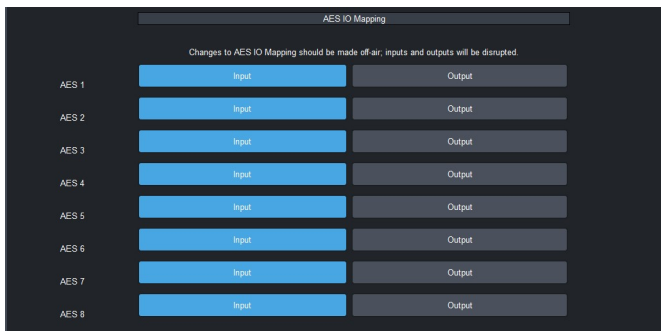 AES IO Mapping
Changes to AES IO Mapping should be made off-air; inputs and outputs will be disrupted.
AES 1 Input Output
AES 2 Input Output
AES 3 Input Output
AES 4 Input Output
AES 5 Input Output
AES 6 Input Output
AES 7 Input Output
AES 8 Input Output